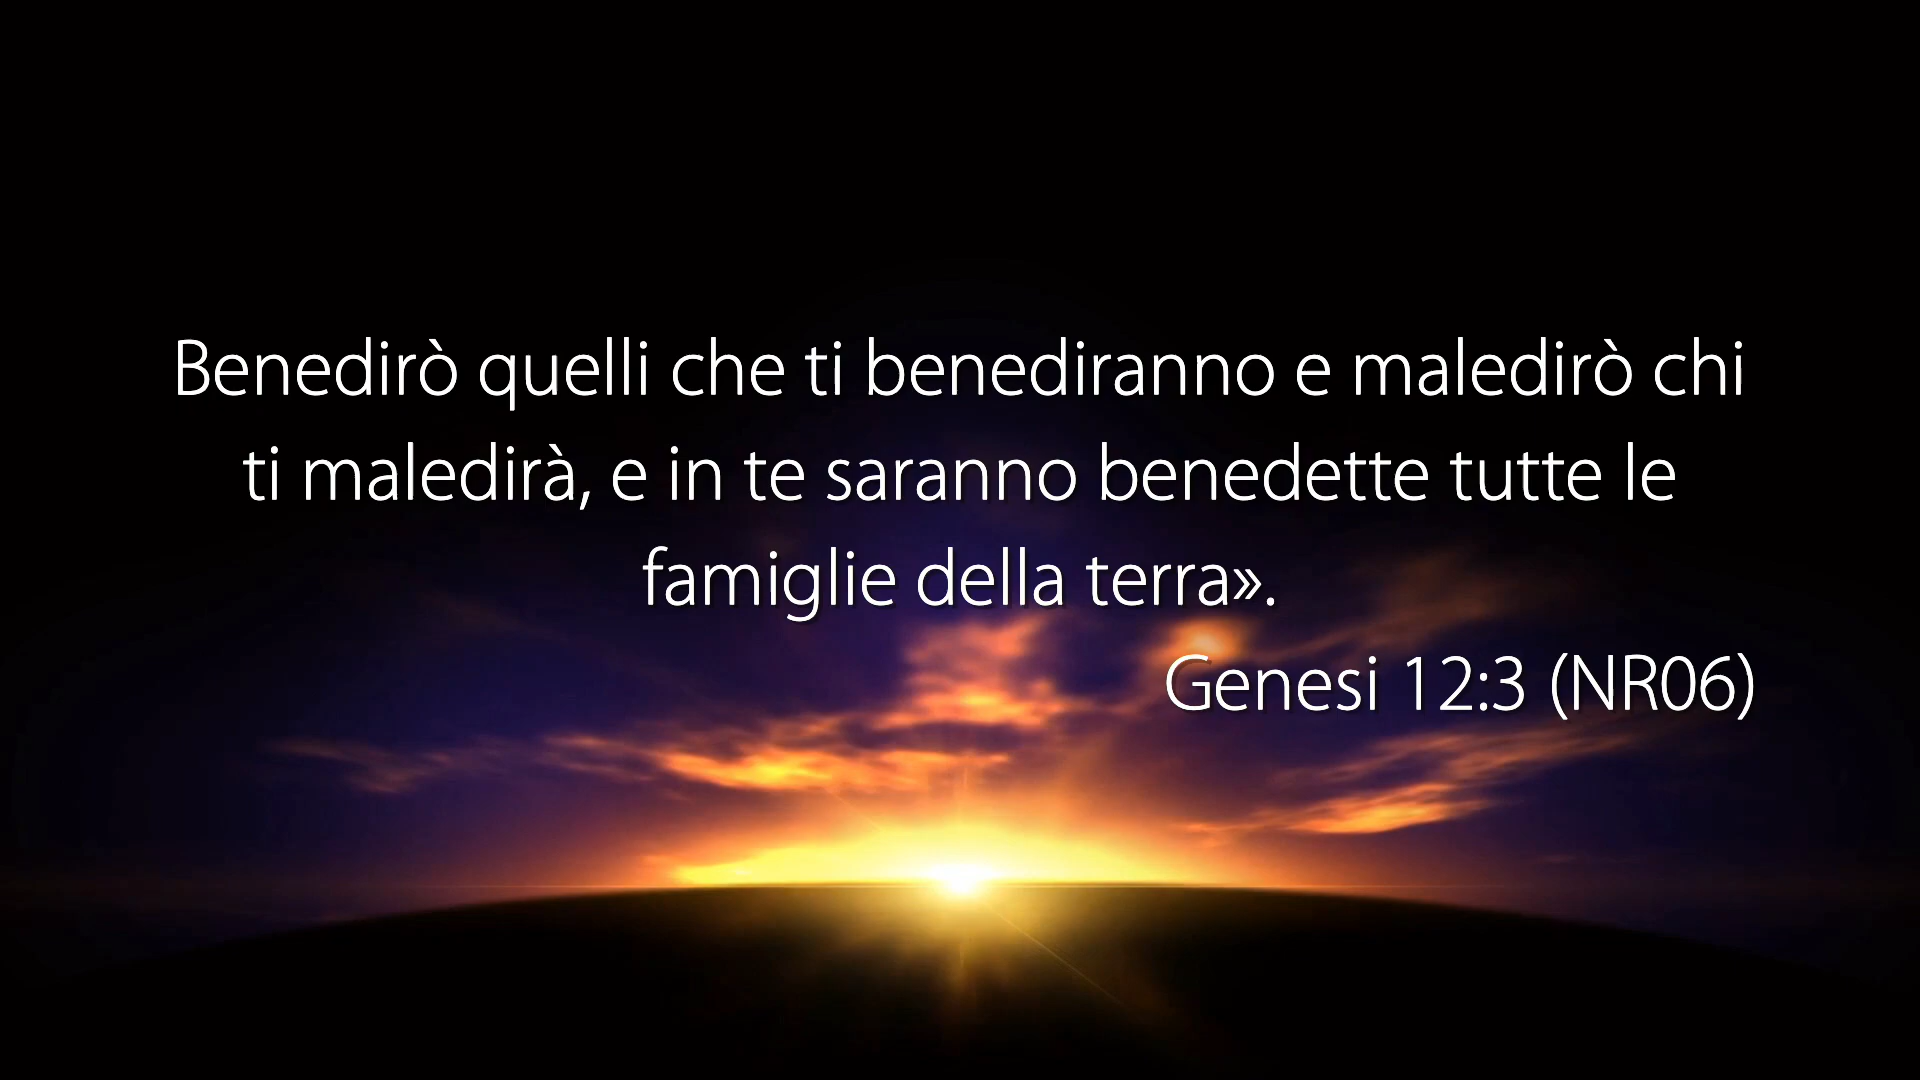 Benedirò quelli che ti benediranno e maledirò chi
ti maledirà, e in te saranno benedette tutte le
famiglie della terra».
Genesi 12:3 (NR06)